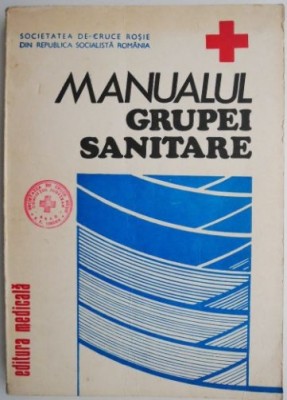 SOCIETATEA DE CRUCE ROȘIE
DIN REPUBLICA SOCIALISTĂ ROMÂNIA
MANUALUL
GRUPEI
SANITARE
editura medicală